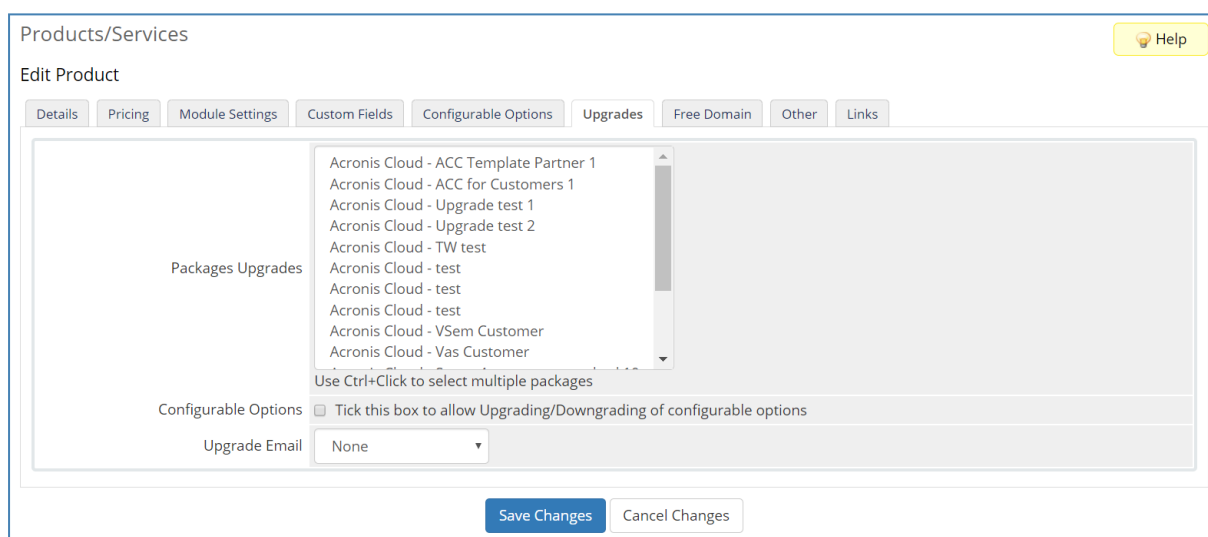 Products/Services
Help
Edit Product
Details Pricing Module Settings Custom Fields Configurable Options Upgrades Free Domain Other Links
Acronis Cloud - ACC Template Partner 1
Acronis Cloud - ACC for Customers 1
Acronis Cloud - Upgrade test 1
Acronis Cloud - Upgrade test 2
Acronis Cloud - TW test
Packages Upgrades
Acronis Cloud - test
Acronis Cloud - test
Acronis Cloud - test
Acronis Cloud - VSem Customer
Acronis Cloud - Vas Customer
Use Ctrl+Click to select multiple packages
Configurable Options Tick this box to allow Upgrading/Downgrading of configurable options
Upgrade Email None
Save Changes Cancel Changes